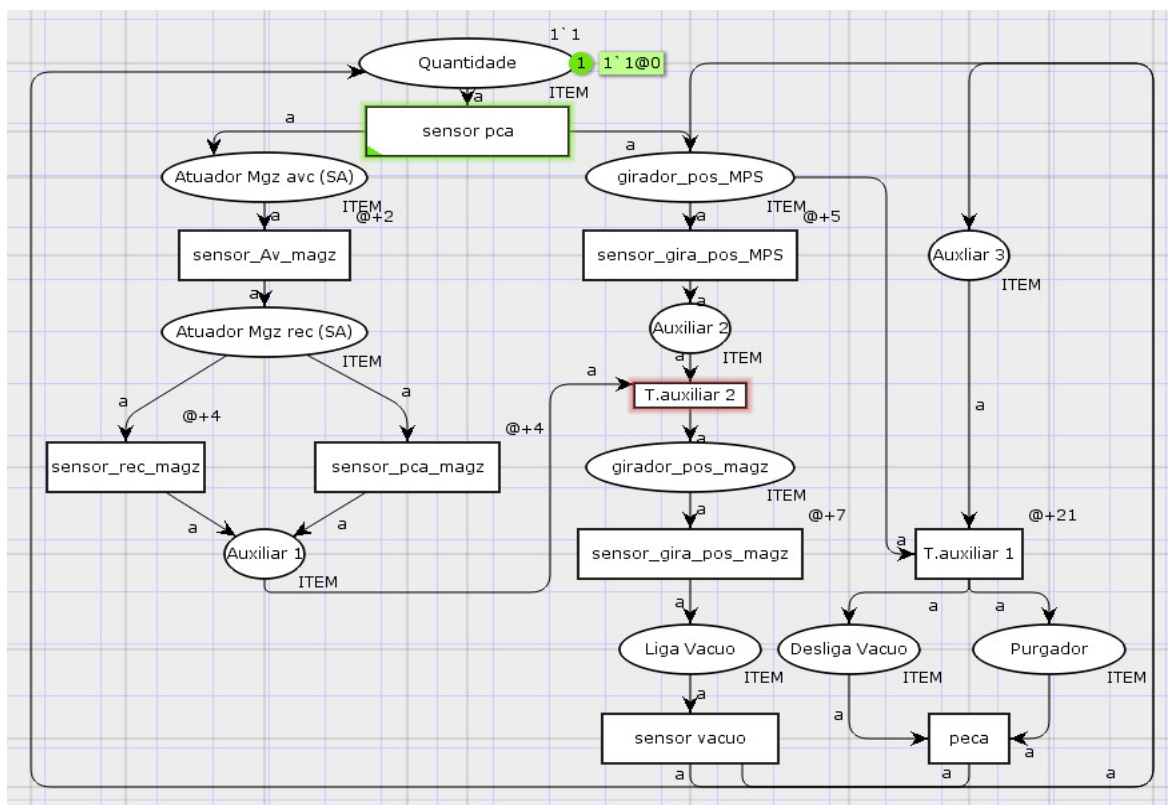 1`1
Quantidade
1
1`1@0
ITEM
a
sensor pca
a
a
Atuador Mgz avc (SA)
ITEM
a
@+2
sensor_Av_magz
a
Atuador Mgz rec (SA)
ITEM
a
a
@+4
@+4
sensor_rec_magz
sensor_pca_magz
a
a
Auxiliar 1
ITEM
a
girador_pos_MPS
ITEM
a
@+5
sensor_gira_pos_MPS
a
Auxiliar 2
ITEM
a
T.auxiliar 2
a
girador_pos_magz
ITEM
a
@+7
sensor_gira_pos_magz
a
Liga Vacuo
ITEM
a
sensor vacuo
a
Auxliar 3
ITEM
a
@+21
a
T.auxiliar 1
a
a
Desliga Vacuo
ITEM
Purgador
ITEM
a
a
peca
a
a